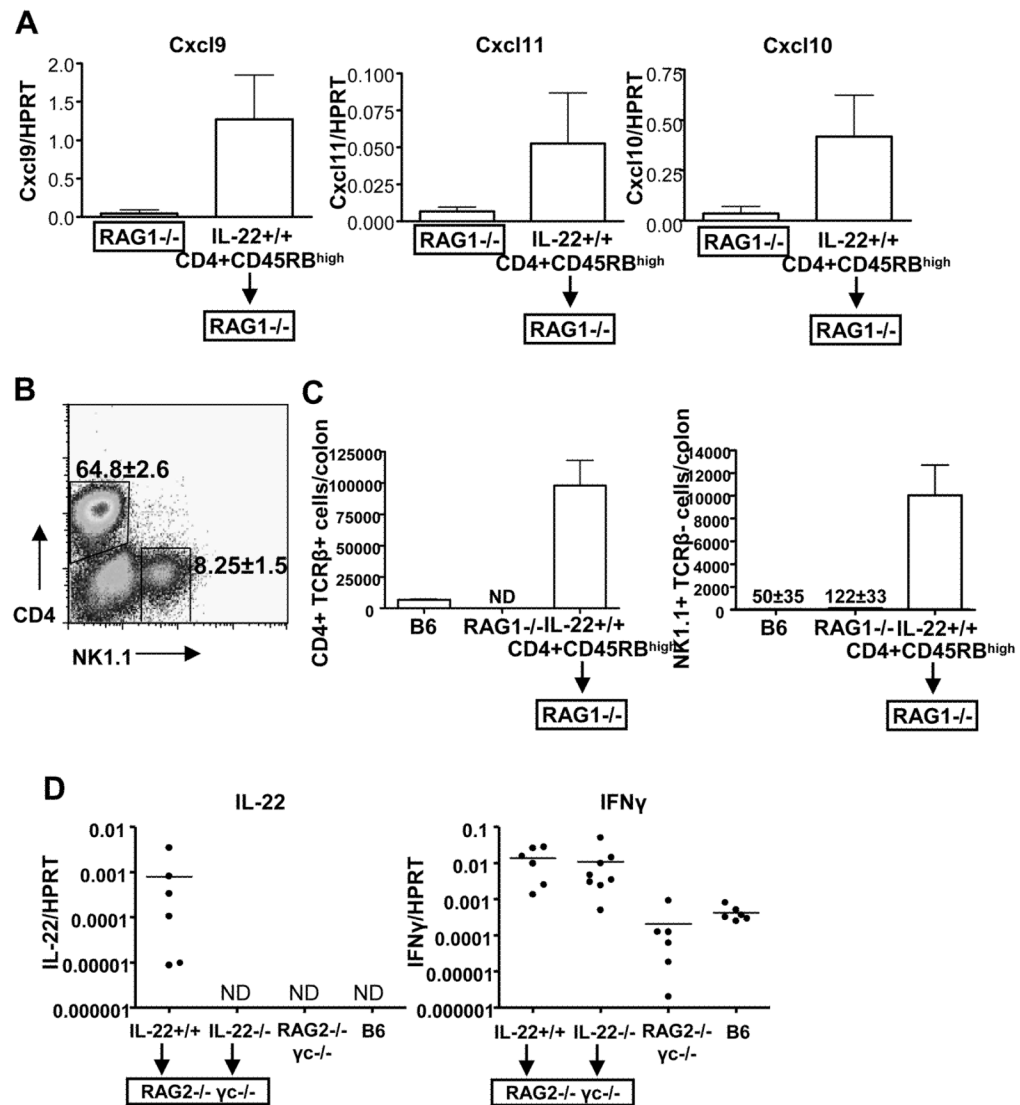 A
Cxcl9
Cxcl9/HPRT
2.0
1.5
1.0
0.5
0.0
RAG1-/-
IL-22+/+
CD4+CD45RBhigh
RAG1-/-
Cxcl11
Cxcl11/HPRT
0.100
0.075
0.050
0.025
0.000
RAG1-/-
IL-22+/+
CD4+CD45RBhigh
RAG1-/-
Cxcl10
Cxcl10/HPRT
0.75
0.50
0.25
0.00
RAG1-/-
IL-22+/+
CD4+CD45RBhigh
RAG1-/-
B
64.8±2.6
8.25±1.5
CD4
NK1.1
C
CD4+ TCRβ+ cells/colon
125000
100000
75000
50000
25000
0
ND
B6 RAG1-/- IL-22+/+
CD4+CD45RBhigh
RAG1-/-
NK1.1+ TCRβ- cells/colon
14000
12000
10000
8000
6000
4000
2000
0
50±35 122±33
B6 RAG1-/- IL-22+/+
CD4+CD45RBhigh
RAG1-/-
D
IL-22
IL-22/HPRT
0.01
0.001
0.0001
0.00001
0.000001
ND ND ND
IL-22+/+ IL-22-/- RAG2-/- B6
γc-/-
RAG2-/- γc-/-
IFNγ
IFNγ/HPRT
0.1
0.01
0.001
0.0001
0.00001
0.000001
IL-22+/+ IL-22-/- RAG2-/- B6
γc-/-
RAG2-/- γc-/-